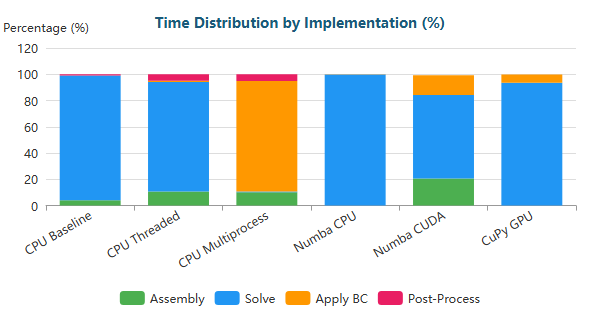 Time Distribution by Implementation (%)
Percentage (%)
120
100
80
60
40
20
0
CPU Baseline
CPU Threaded
CPU Multiprocess
Numba CPU
Numba CUDA
CuPy GPU
Assembly Solve Apply BC Post-Process